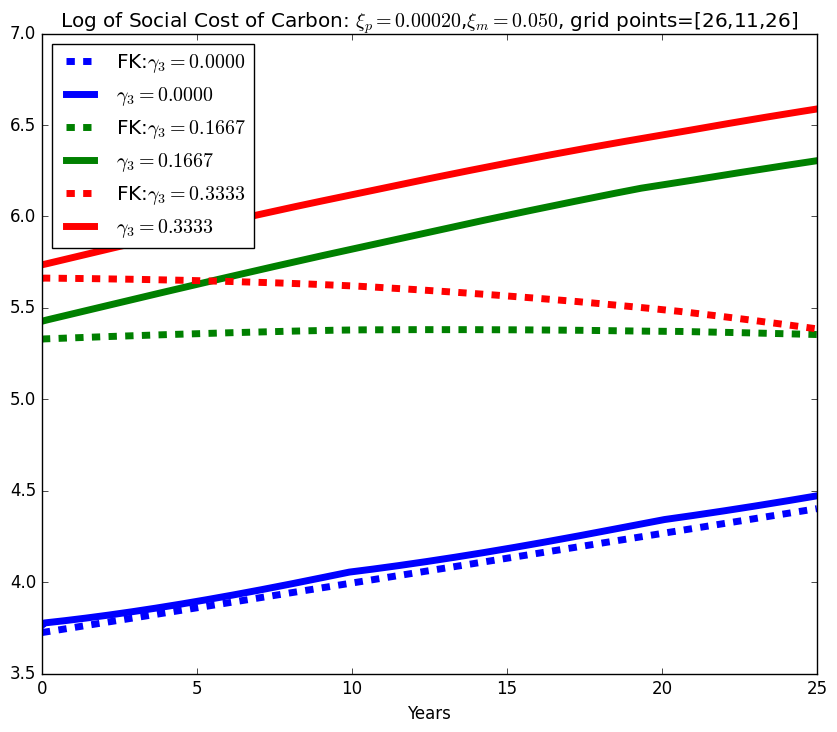 Log of Social Cost of Carbon: ξ_p = 0.00020,ξ_m = 0.050, grid points=[26,11,26]
7.0
6.5
6.0
5.5
5.0
4.5
4.0
3.5
FK:γ₃ = 0.0000
γ₃ = 0.0000
FK:γ₃ = 0.1667
γ₃ = 0.1667
FK:γ₃ = 0.3333
γ₃ = 0.3333
0 5 10 15 20 25
Years